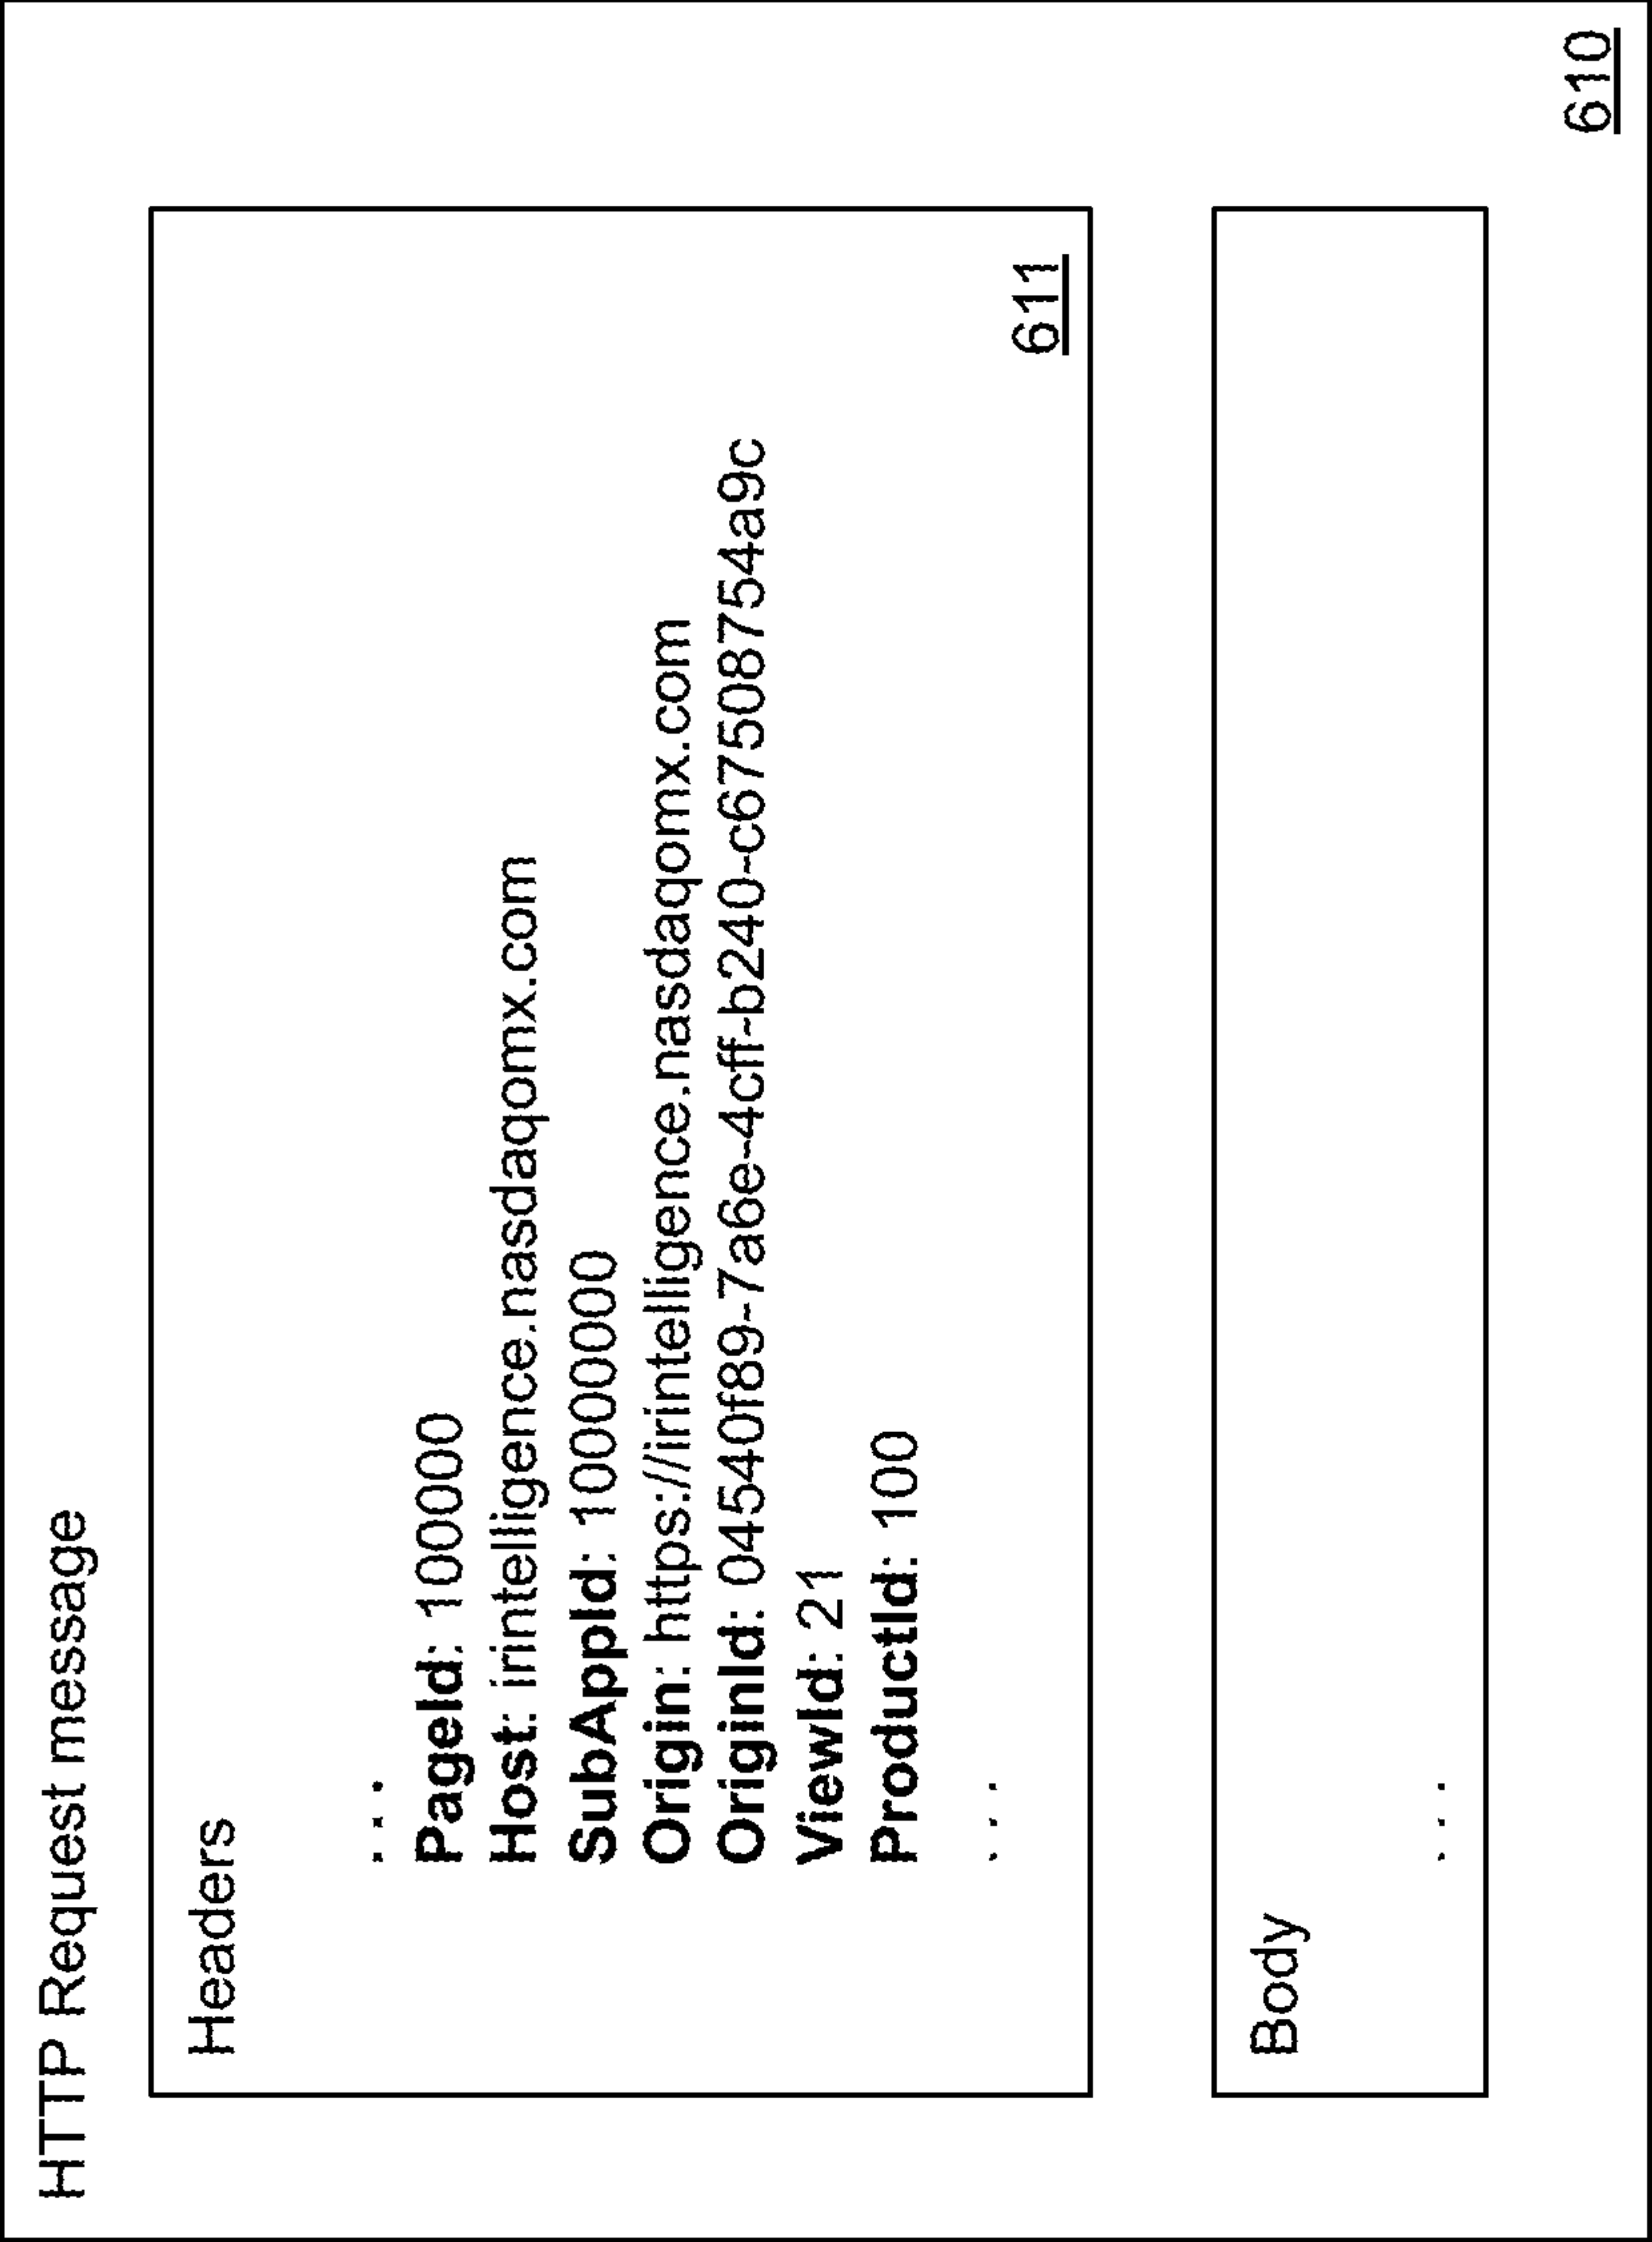 HTTP Request message
Headers
...
PageId: 10000
Host: irintelligence.nasdaqomx.com
SubAppId: 1000000
Origin: https://irintelligence.nasdaqomx.com
OriginId: 04540f89-7a6e-4cff-b240-c67508754a9c
ViewId: 21
ProductId: 100
...
611
Body
...
610